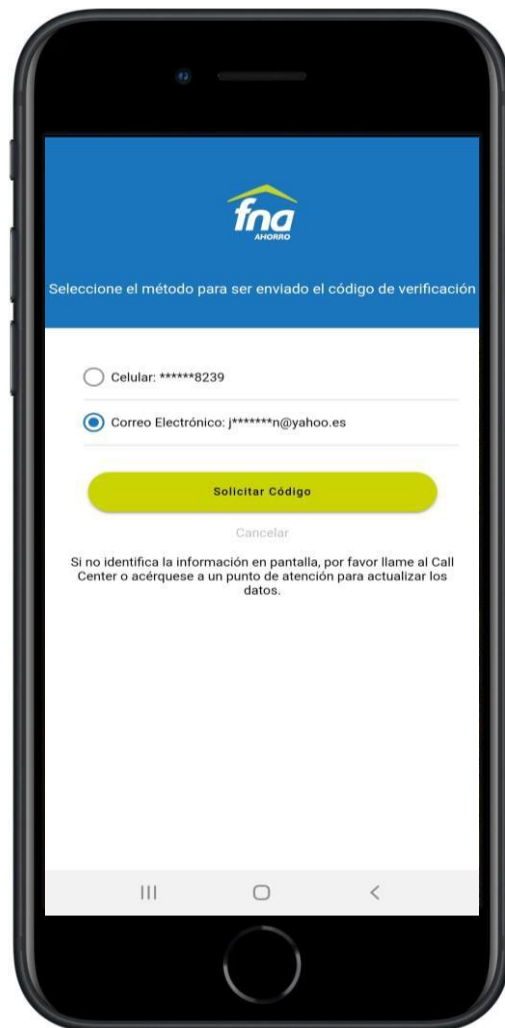 fna
AHORRO
Seleccione el método para ser enviado el código de verificación
Celular: ******8239
Correo Electrónico: j*******n@yahoo.es
Solicitar Código
Cancelar
Si no identifica la información en pantalla, por favor llame al Call
Center o acérquese a un punto de atención para actualizar los
datos.